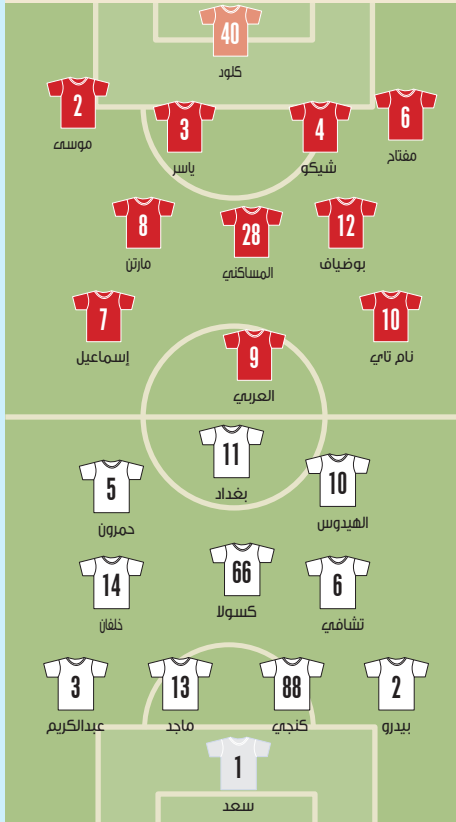 40
كلود
6
مفتاح
4
شيكو
3
ياسر
2
موسى
12
بوضياف
28
المساكني
8
مارتن
10
نام تاي
9
العربي
7
إسماعيل
10
الهيدوس
11
بغداد
5
حمرون
6
تشافي
66
كسولا
14
خلفان
2
بيدرو
88
كنجي
13
ماجد
3
عبدالكريم
1
سعد